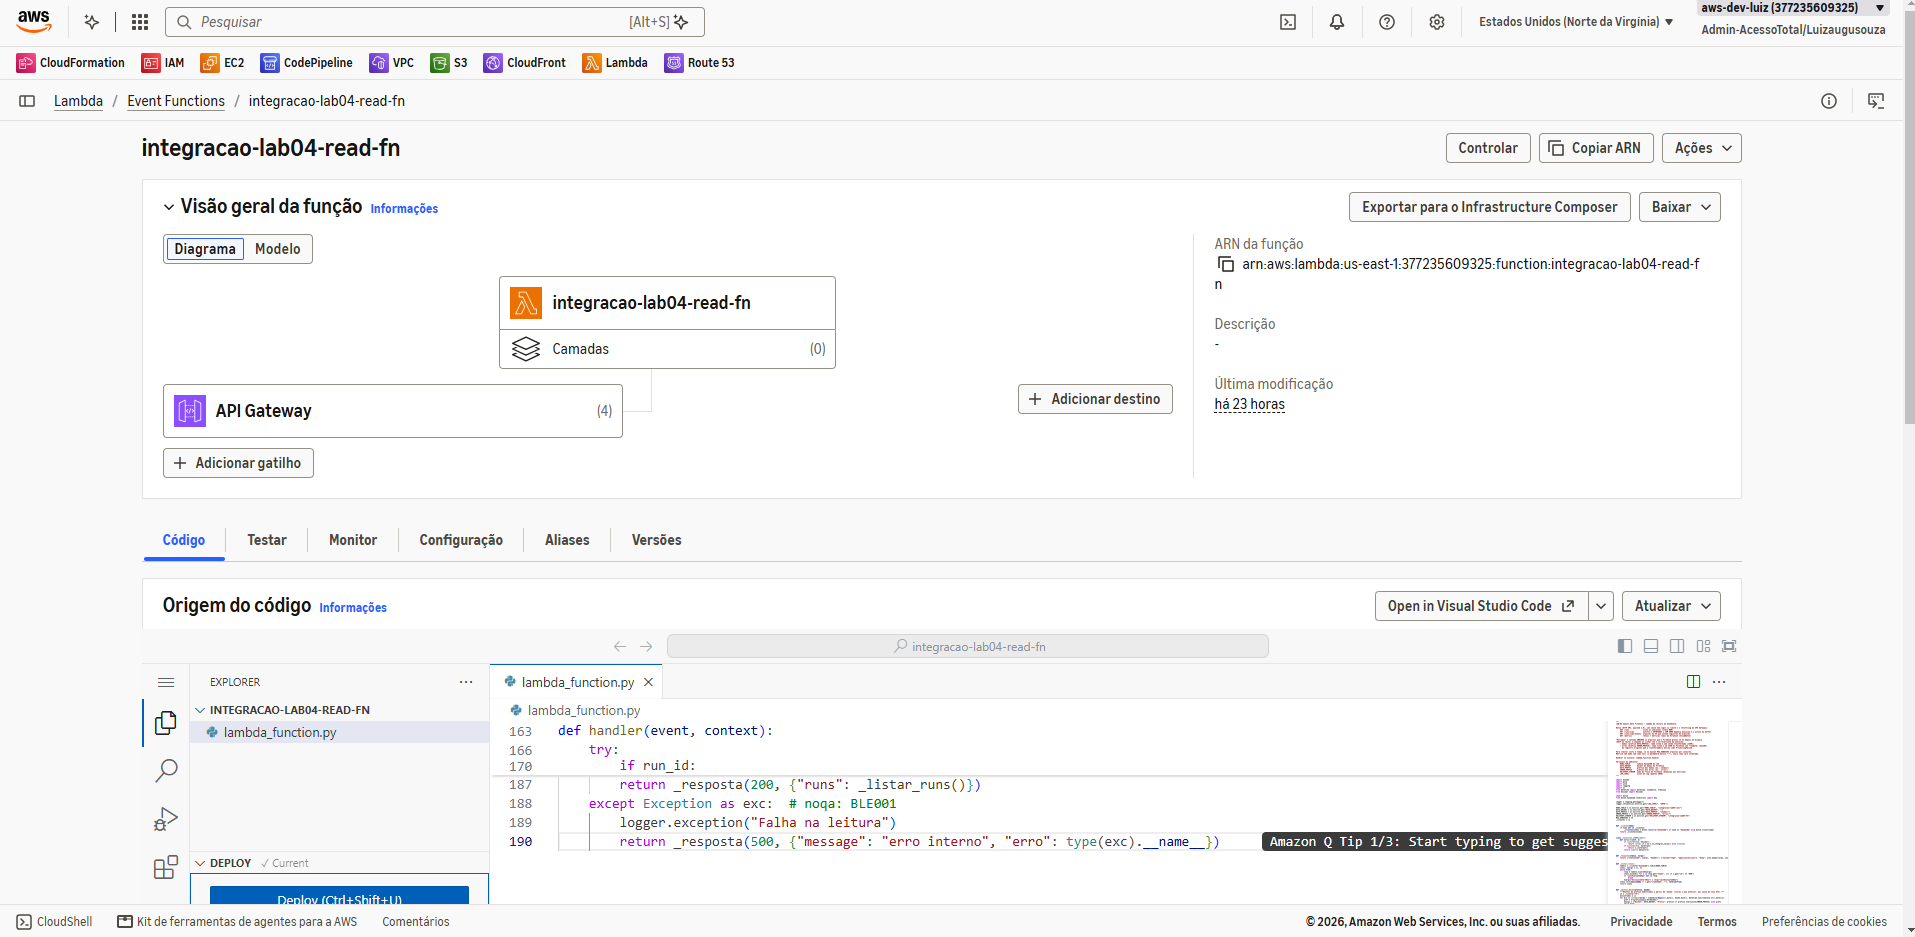 aws
Pesquisar
[Alt+S]
Estados Unidos (Norte da Virgínia)
aws-dev-luiz (377235609325)
Admin-AcessoTotal/Luizaugusouza
CloudFormation
IAM
EC2
CodePipeline
VPC
S3
CloudFront
Lambda
Route 53
Lambda / Event Functions / integracao-lab04-read-fn
integracao-lab04-read-fn
Controlar
Copiar ARN
Ações
Visão geral da função Informações
Exportar para o Infrastructure Composer
Baixar
Diagrama
Modelo
integracao-lab04-read-fn
Camadas (0)
API Gateway (4)
Adicionar gatilho
Adicionar destino
ARN da função
arn:aws:lambda:us-east-1:377235609325:function:integracao-lab04-read-f
n
Descrição
-
Última modificação
há 23 horas
Código
Testar
Monitor
Configuração
Aliases
Versões
Origem do código Informações
Open in Visual Studio Code
Atualizar
integracao-lab04-read-fn
EXPLORER
INTEGRACAO-LAB04-READ-FN
lambda_function.py
DEPLOY Current
Deploy (Ctrl+Shift+U)
lambda_function.py
lambda_function.py
163 def handler(event, context):
166 try:
170 if run_id:
187 return _resposta(200, {"runs": _listar_runs()})
188 except Exception as exc:  # noqa: BLE001
189 logger.exception("Falha na leitura")
190 return _resposta(500, {"message": "erro interno", "erro": type(exc).__name__})
Amazon Q Tip 1/3: Start typing to get sugges
CloudShell
Kit de ferramentas de agentes para a AWS
Comentários
© 2026, Amazon Web Services, Inc. ou suas afiliadas.
Privacidade
Termos
Preferências de cookies